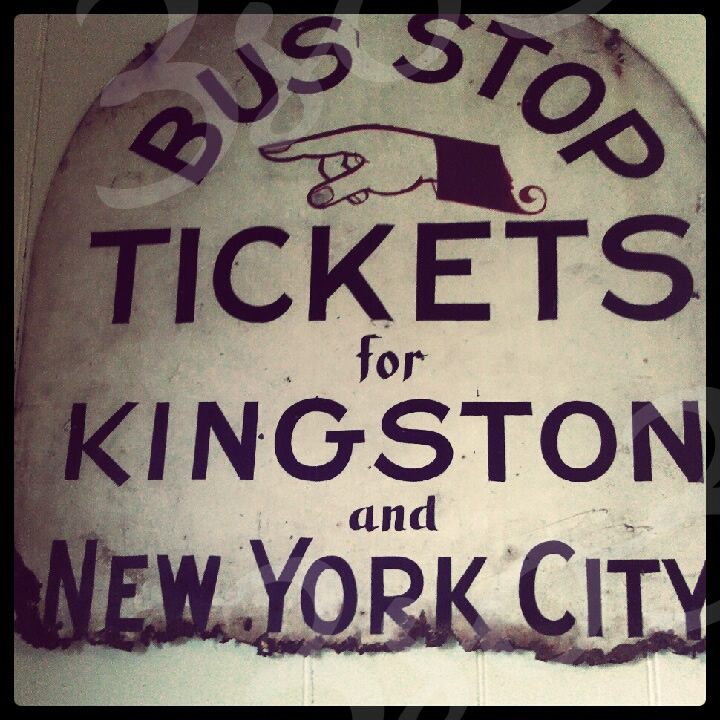 BUS STOP
TICKETS
for
KINGSTON
and
NEW YORK CITY